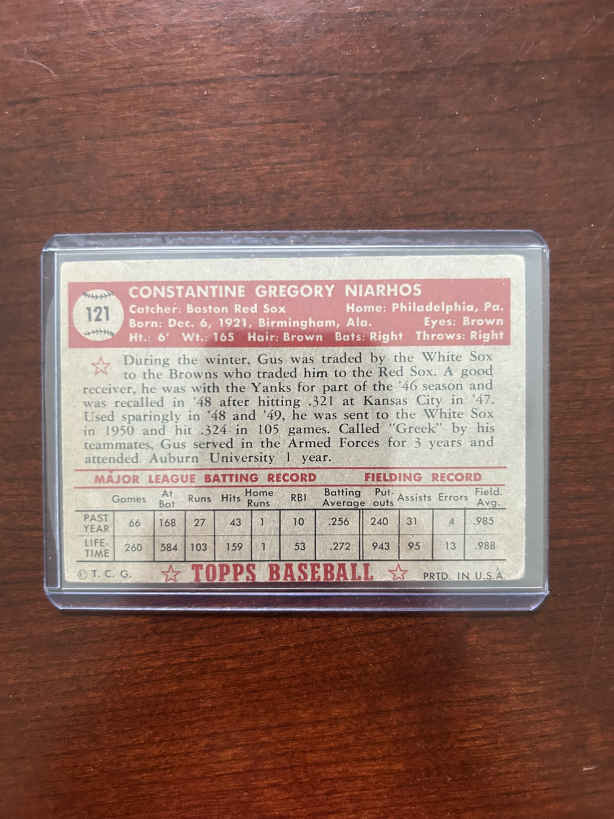 121
CONSTANTINE GREGORY NIARHOS
Catcher: Boston Red Sox Home: Philadelphia, Pa.
Born: Dec. 6, 1921, Birmingham, Ala. Eyes: Brown
Ht.: 6' Wt.: 165 Hair: Brown Bats: Right Throws: Right
During the winter, Gus was traded by the White Sox
to the Browns who traded him to the Red Sox. A good
receiver, he was with the Yanks for part of the '46 season and
was recalled in '48 after hitting .321 at Kansas City in '47.
Used sparingly in '48 and '49, he was sent to the White Sox
in 1950 and hit .324 in 105 games. Called "Greek" by his
teammates, Gus served in the Armed Forces for 3 years and
attended Auburn University 1 year.
MAJOR LEAGUE BATTING RECORD FIELDING RECORD
Games At Bat Runs Hits Home Runs RBI Batting Average Put-outs Assists Errors Field. Avg.
PAST YEAR 66 168 27 43 1 10 .256 240 31 4 .985
LIFE-TIME 260 584 103 159 1 53 .272 943 95 13 .988
© T. C. G. TOPPS BASEBALL PRTD. IN U.S.A.